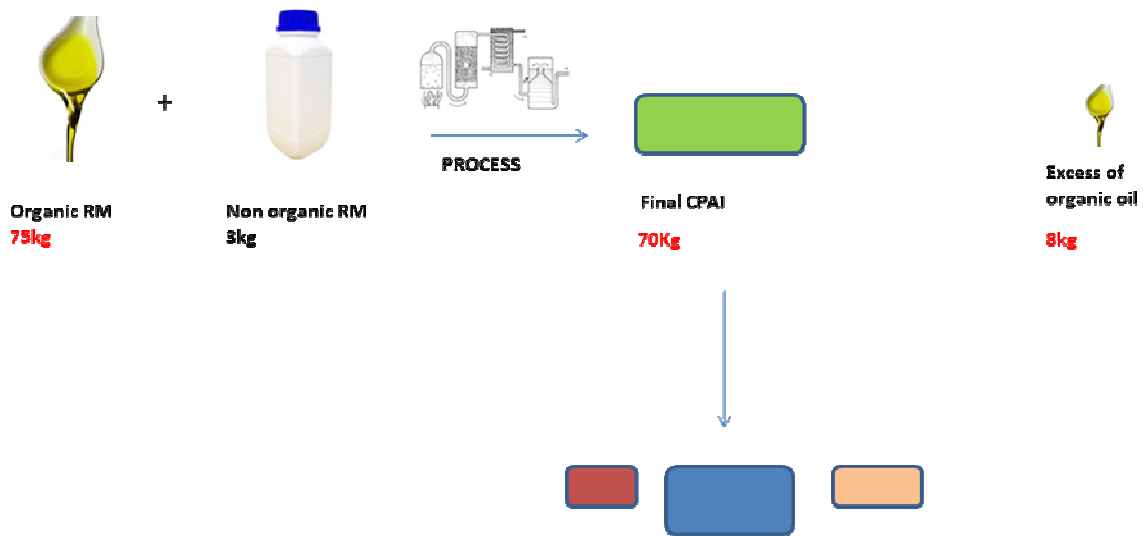 +
PROCESS
Organic RM
75kg
Non organic RM
3kg
Final CPAI
70Kg
Excess of
organic oil
8kg